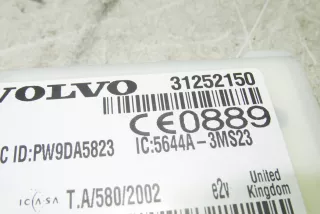 VOLVO 31252150
CE0889
C ID:PW9DA5823 IC:5644A-3MS23
ICASA T.A/580/2002 e2v United
Kingdom